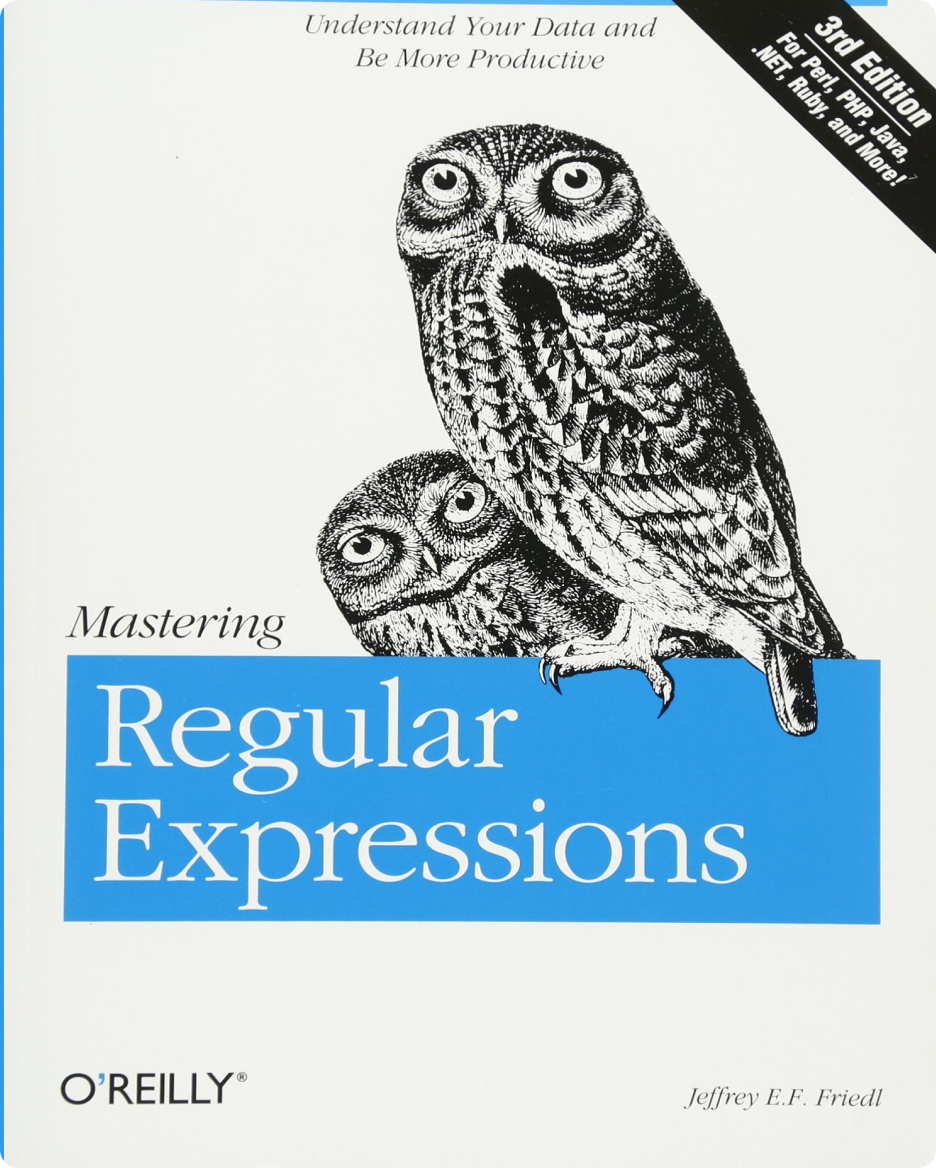 Understand Your Data and
Be More Productive
3rd Edition
For Perl, PHP, Java,
.NET, Ruby, and More!
Mastering
Regular
Expressions
O'REILLY®
Jeffrey E.F. Friedl